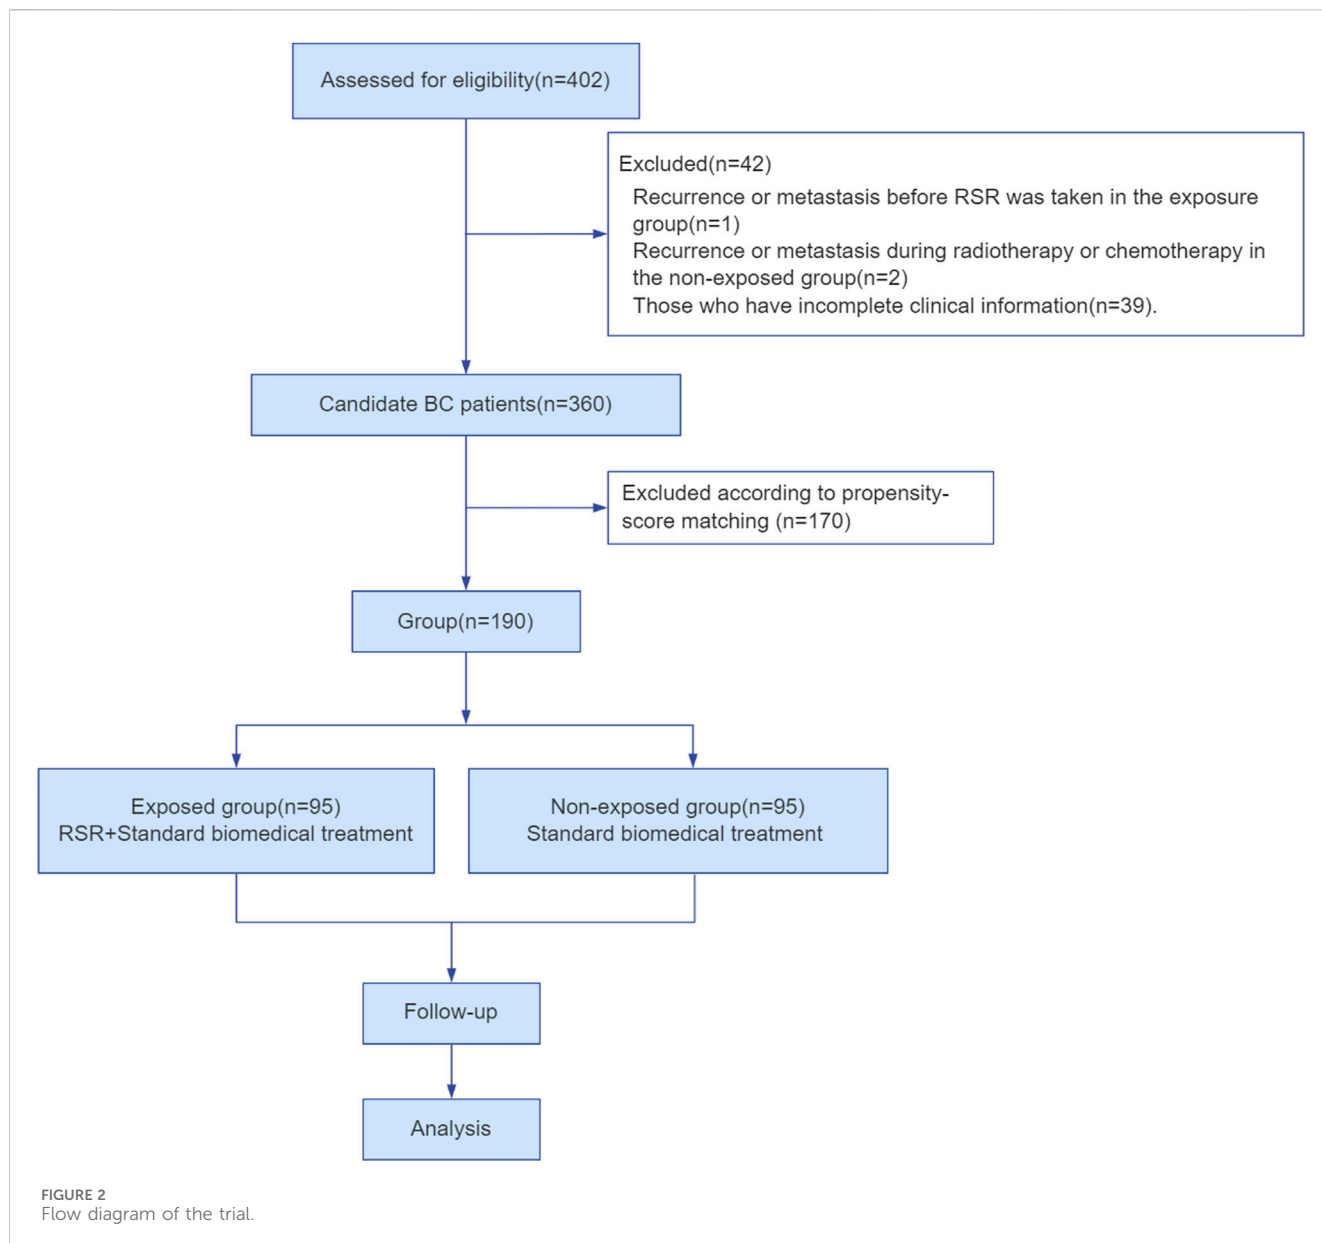 Assessed for eligibility(n=402)
Excluded(n=42)
Recurrence or metastasis before RSR was taken in the exposure
group(n=1)
Recurrence or metastasis during radiotherapy or chemotherapy in
the non-exposed group(n=2)
Those who have incomplete clinical information(n=39).
Candidate BC patients(n=360)
Excluded according to propensity-
score matching (n=170)
Group(n=190)
Exposed group(n=95)
RSR+Standard biomedical treatment
Non-exposed group(n=95)
Standard biomedical treatment
Follow-up
Analysis
FIGURE 2
Flow diagram of the trial.